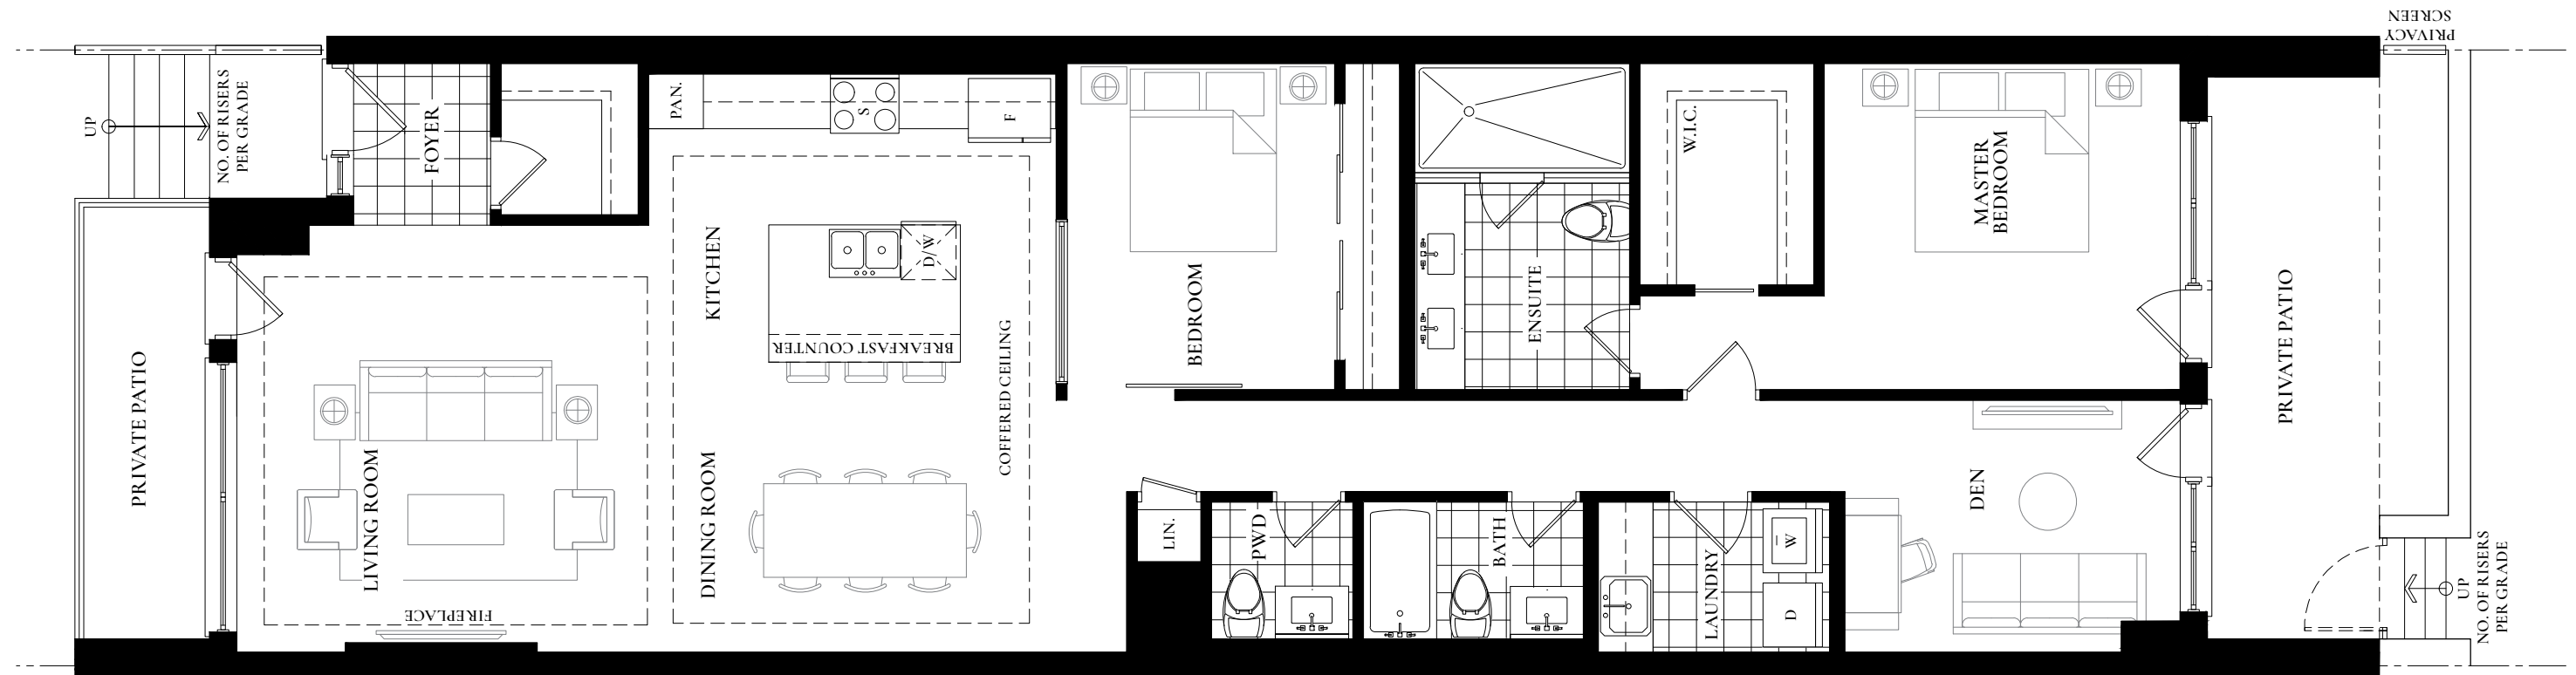 PRIVACY
SCREEN
UP
NO. OF RISERS
PER GRADE
FOYER
PAN.
S
F
W.I.C.
MASTER
BEDROOM
PRIVATE PATIO
LIVING ROOM
FIREPLACE
KITCHEN
D/W
BREAKFAST COUNTER
DINING ROOM
COFFERED CEILING
BEDROOM
ENSUITE
LIN.
PWD
BATH
LAUNDRY
W
D
DEN
PRIVATE PATIO
UP
NO. OF RISERS
PER GRADE